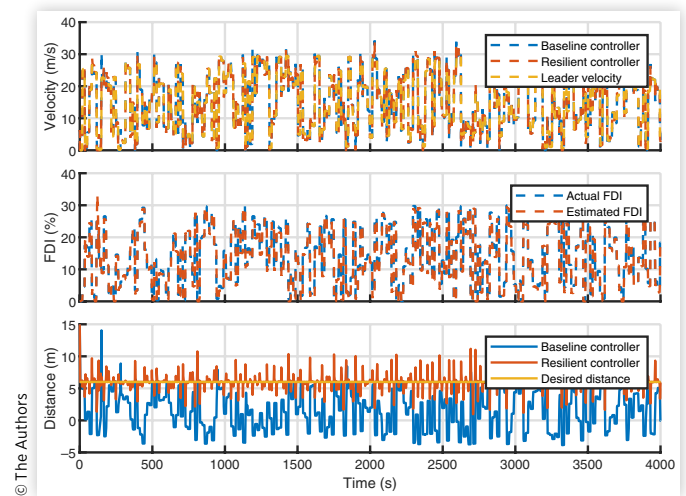 40
30
20
10
0
Velocity (m/s)
Baseline controller
Resilient controller
Leader velocity
40
30
20
10
0
FDI (%)
Actual FDI
Estimated FDI
15
10
5
0
−5
Distance (m)
Baseline controller
Resilient controller
Desired distance
0 500 1000 1500 2000 2500 3000 3500 4000
Time (s)
© The Authors